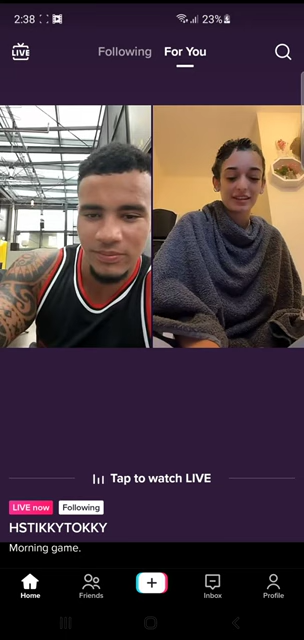 2:38 23%
LIVE Following For You
Tap to watch LIVE
LIVE now Following
HSTIKKYTOKKY
Morning game.
Home Friends Inbox Profile